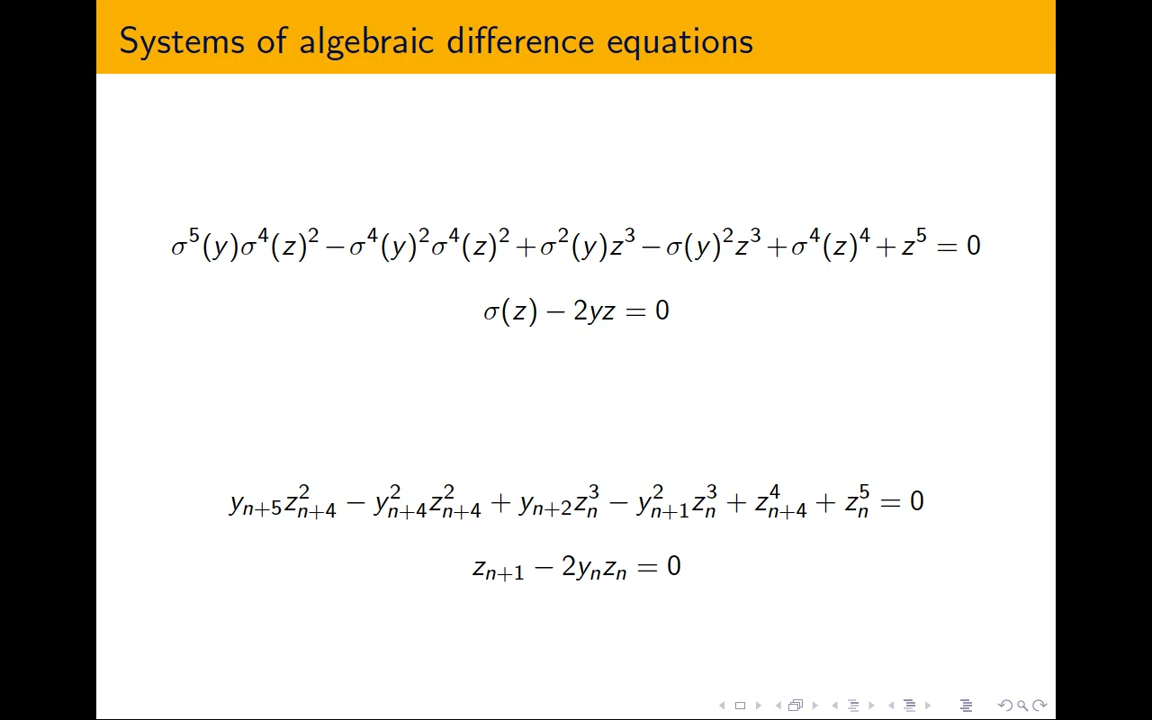 Systems of algebraic difference equations
σ⁵(y)σ⁴(z)² − σ⁴(y)²σ⁴(z)² + σ²(y)z³ − σ(y)²z³ + σ⁴(z)⁴ + z⁵ = 0
σ(z) − 2yz = 0
yₙ₊₅z²ₙ₊₄ − y²ₙ₊₄z²ₙ₊₄ + yₙ₊₂z³ₙ − y²ₙ₊₁z³ₙ + z⁴ₙ₊₄ + z⁵ₙ = 0
zₙ₊₁ − 2yₙzₙ = 0